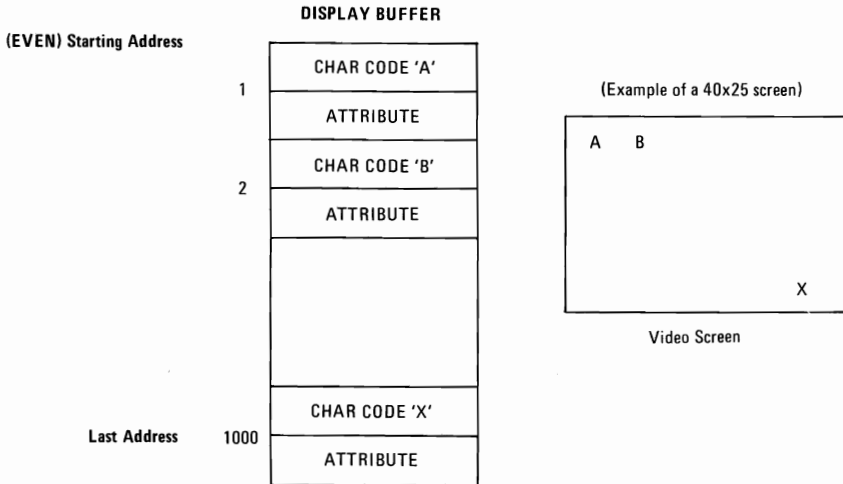 DISPLAY BUFFER
(EVEN) Starting Address
CHAR CODE 'A'
1
ATTRIBUTE
CHAR CODE 'B'
2
ATTRIBUTE
CHAR CODE 'X'
Last Address 1000
ATTRIBUTE
(Example of a 40x25 screen)
A B
X
Video Screen